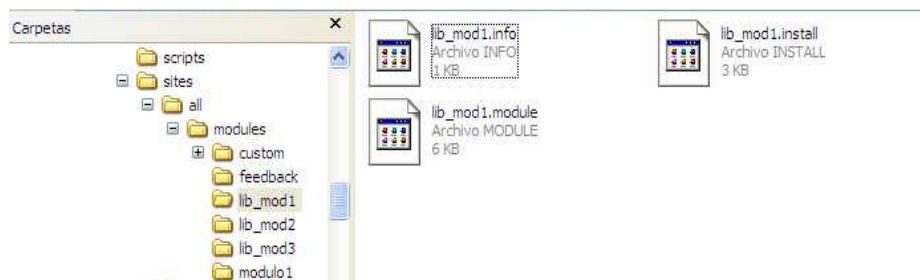 Carpetas
scripts
sites
all
modules
custom
feedback
lib_mod1
lib_mod2
lib_mod3
modulo1
lib_mod1.info
Archivo INFO
1 KB
lib_mod1.install
Archivo INSTALL
3 KB
lib_mod1.module
Archivo MODULE
6 KB